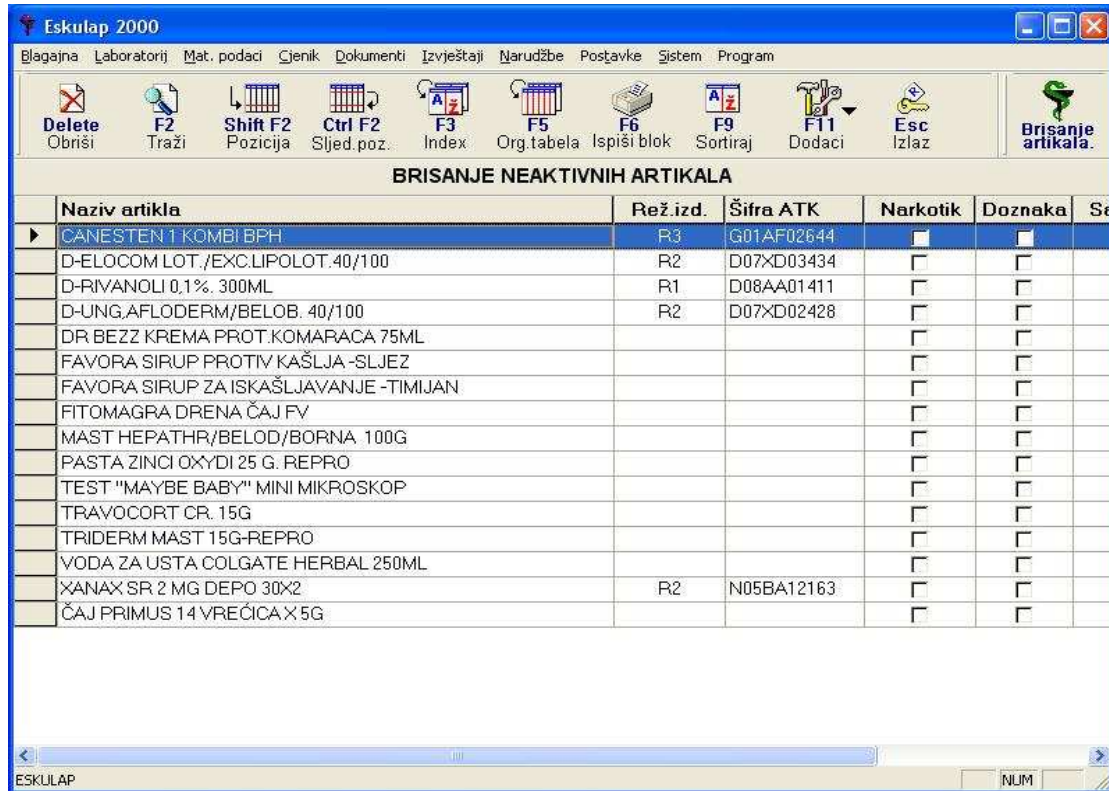 Eskulap 2000
Blagajna Laboratorij Mat. podaci Cjenik Dokumenti Izvještaji Narudžbe Postavke Sistem Program
Delete F2 Shift F2 Ctrl F2 F3 F5 F6 F9 F11 Esc Brisanje
Obriši Traži Pozicija Sljed.poz. Index Org.tabela Ispiši blok Sortiraj Dodaci Izlaz artikala.
BRISANJE NEAKTIVNIH ARTIKALA
Naziv artikla Rež.izd. Šifra ATK Narkotik Doznaka Sa
CANESTEN 1 KOMBI BPH R3 G01AF02644
D-ELOCOM LOT./EXC.LIPOLOT.40/100 R2 D07XD03434
D-RIVANOLI 0,1%. 300ML R1 D08AA01411
D-UNG,AFLODERM/BELOB. 40/100 R2 D07XD02428
DR BEZZ KREMA PROT.KOMARACA 75ML
FAVORA SIRUP PROTIV KAŠLJA -SLJEZ
FAVORA SIRUP ZA ISKAŠLJAVANJE -TIMIJAN
FITOMAGRA DRENA ČAJ FV
MAST HEPATHR/BELOD/BORNA 100G
PASTA ZINCI OXYDI 25 G. REPRO
TEST "MAYBE BABY" MINI MIKROSKOP
TRAVOCORT CR. 15G
TRIDERM MAST 15G-REPRO
VODA ZA USTA COLGATE HERBAL 250ML
XANAX SR 2 MG DEPO 30X2 R2 N05BA12163
ČAJ PRIMUS 14 VREĆICA X 5G
ESKULAP NUM